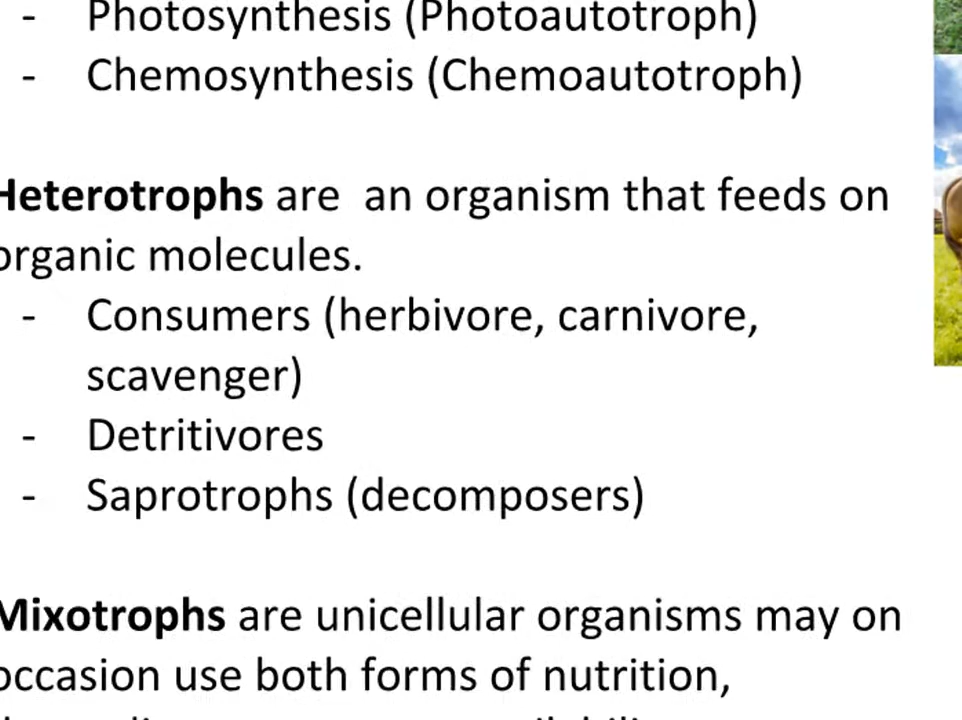 - Photosynthesis (Photoautotroph)
- Chemosynthesis (Chemoautotroph)
Heterotrophs are  an organism that feeds on
organic molecules.
- Consumers (herbivore, carnivore,
scavenger)
- Detritivores
- Saprotrophs (decomposers)
Mixotrophs are unicellular organisms may on
occasion use both forms of nutrition,